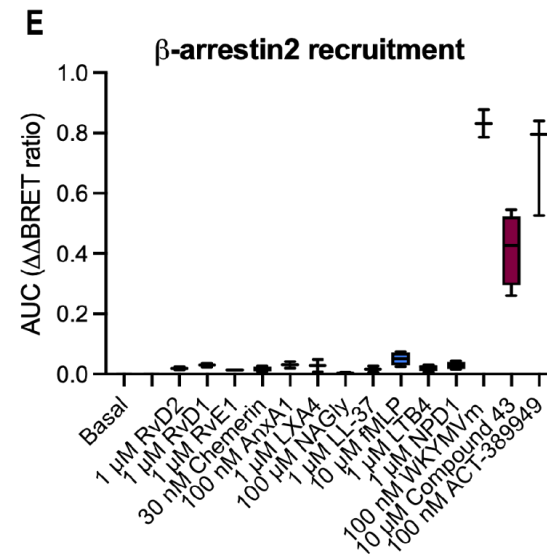 E
β-arrestin2 recruitment
AUC (ΔΔBRET ratio)
1.0
0.8
0.6
0.4
0.2
0.0
Basal
1 µM RvD2
1 µM RvD1
1 µM RvE1
30 nM Chemerin
100 nM AnxA1
1 µM LXA4
100 µM NAGly
1 µM LL-37
10 µM fMLP
1 µM LTB4
1 µM NPD1
100 nM WKYMVm
10 µM Compound 43
100 nM ACT-389949